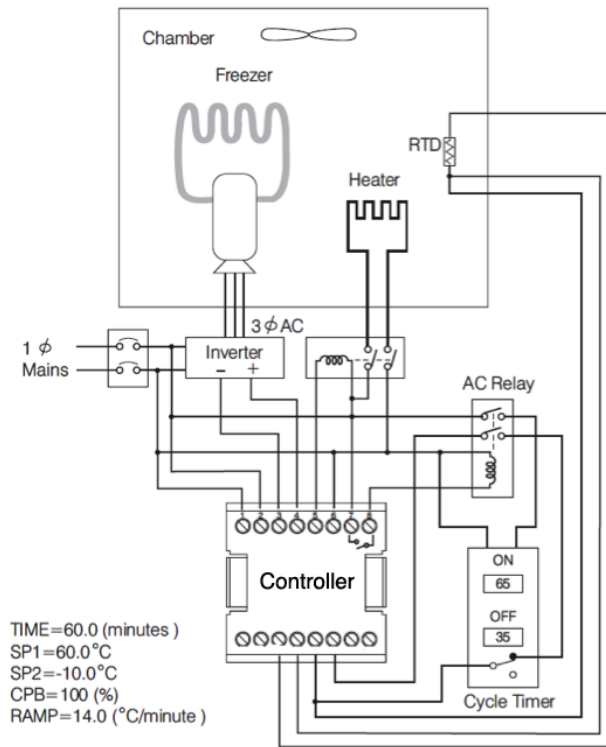 Chamber
Freezer
RTD
Heater
3 ϕ AC
1 ϕ
Mains
Inverter
− +
AC Relay
1 2 3 4 5 6 7 8
Controller
ON
65
OFF
35
Cycle Timer
TIME=60.0 (minutes )
SP1=60.0°C
SP2=-10.0°C
CPB=100 (%)
RAMP=14.0 (°C/minute )